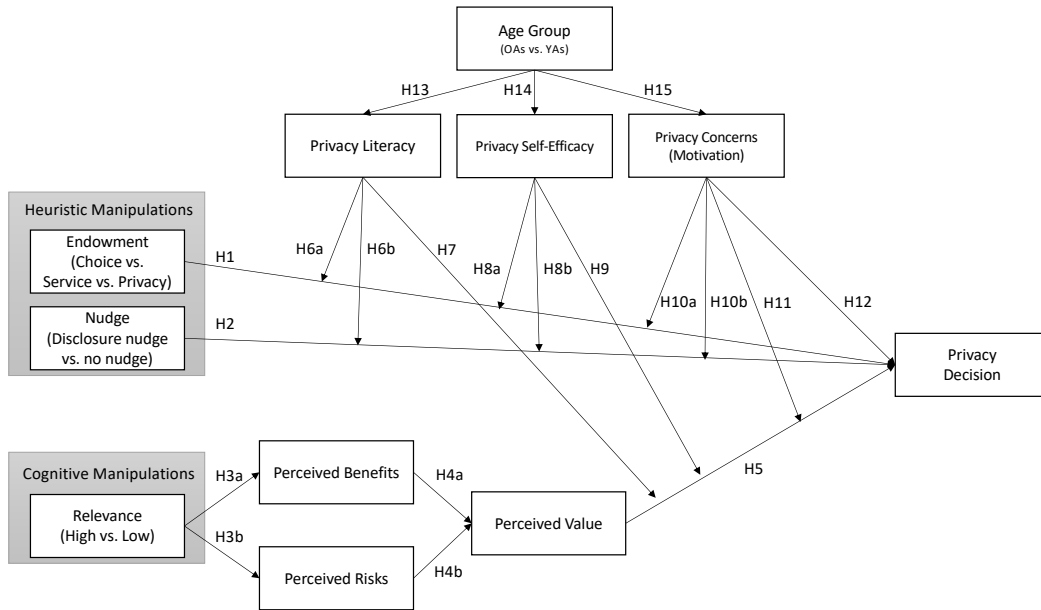 Age Group
(OAs vs. YAs)
H13
H14
H15
Privacy Literacy
Privacy Self-Efficacy
Privacy Concerns
(Motivation)
Heuristic Manipulations
Endowment
(Choice vs.
Service vs. Privacy)
H1
H6a
H6b
H7
H8a
H8b
H9
H10a
H10b
H11
H12
Nudge
(Disclosure nudge
vs. no nudge)
H2
Privacy
Decision
Cognitive Manipulations
Relevance
(High vs. Low)
H3a
H3b
Perceived Benefits
Perceived Risks
H4a
H4b
Perceived Value
H5